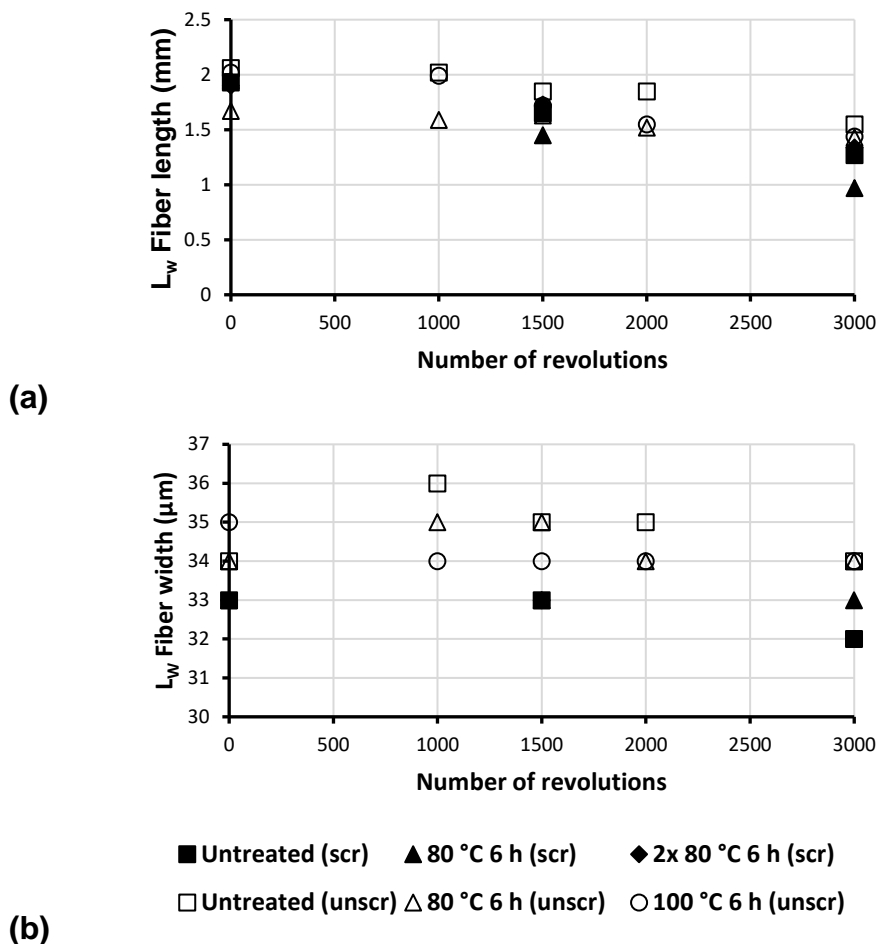 2.5
2
1.5
1
0.5
0
L_w Fiber length (mm)
0 500 1000 1500 2000 2500 3000
Number of revolutions
(a)
37
36
35
34
33
32
31
30
L_w Fiber width (µm)
0 500 1000 1500 2000 2500 3000
Number of revolutions
Untreated (scr) 80 °C 6 h (scr) 2x 80 °C 6 h (scr)
Untreated (unscr) 80 °C 6 h (unscr) 100 °C 6 h (unscr)
(b)